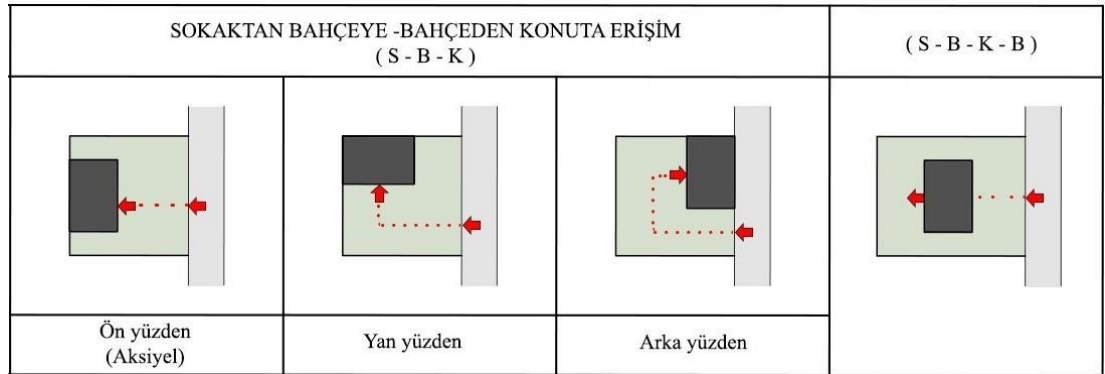 SOKAKTAN BAHÇEYE -BAHÇEDEN KONUTA ERİŞİM
( S - B - K )
( S - B - K - B )
Ön yüzden
(Aksiyel)
Yan yüzden
Arka yüzden